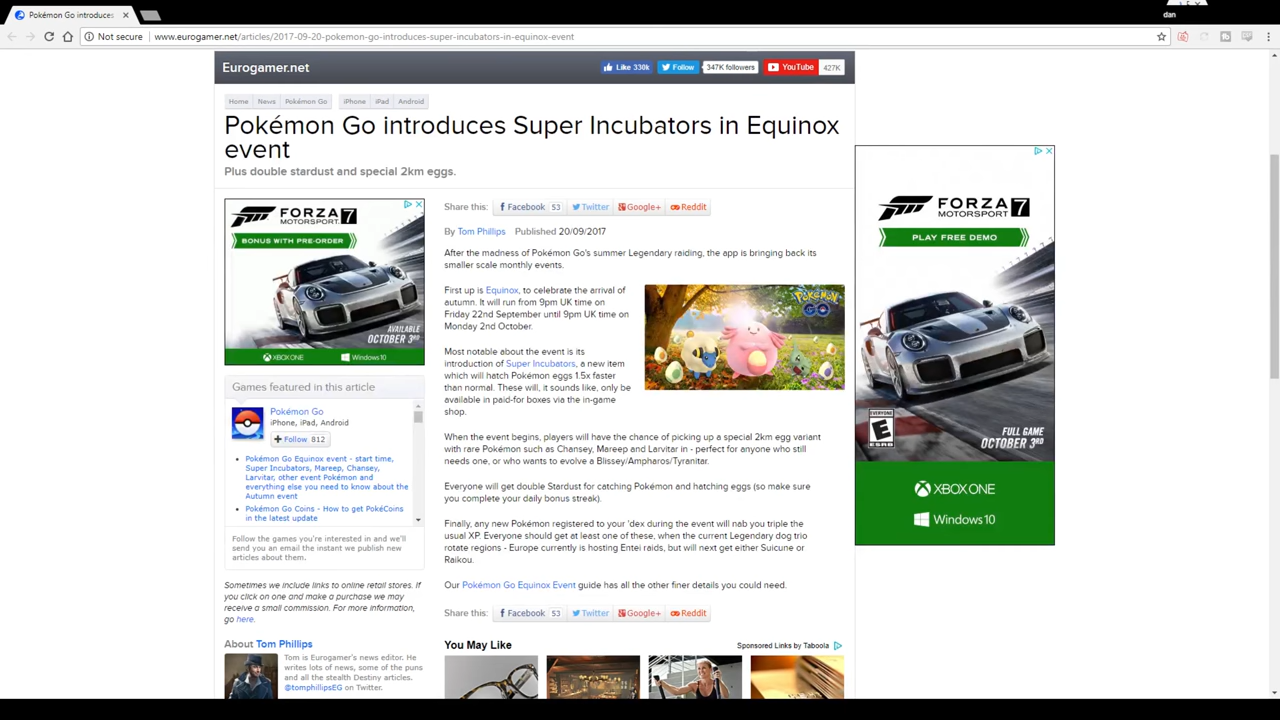 Pokémon Go introduces
dan
Not secure
www.eurogamer.net/articles/2017-09-20-pokemon-go-introduces-super-incubators-in-equinox-event
Eurogamer.net
Like 330k
Follow
347K followers
YouTube
427K
Home
News
Pokémon Go
iPhone
iPad
Android
Pokémon Go introduces Super Incubators in Equinox
event
Plus double stardust and special 2km eggs.
FORZA 7
MOTORSPORT
BONUS WITH PRE-ORDER
AVAILABLE
OCTOBER 3RD
XBOX ONE
Windows10
Games featured in this article
Pokémon Go
iPhone, iPad, Android
Follow 812
Pokémon Go Equinox event - start time,
Super Incubators, Mareep, Chansey,
Larvitar, other event Pokémon and
everything else you need to know about the
Autumn event
Pokémon Go Coins - How to get PokéCoins
in the latest update
Follow the games you're interested in and we'll
send you an email the instant we publish new
articles about them.
Sometimes we include links to online retail stores. If
you click on one and make a purchase we may
receive a small commission. For more information,
go here.
About Tom Phillips
Tom is Eurogamer's news editor. He
writes lots of news, some of the puns
and all the stealth Destiny articles.
@tomphillipsEG on Twitter.
Share this:
Facebook 53
Twitter
Google+
Reddit
By Tom Phillips Published 20/09/2017
After the madness of Pokémon Go's summer Legendary raiding, the app is bringing back its
smaller scale monthly events.
First up is Equinox, to celebrate the arrival of
autumn. It will run from 9pm UK time on
Friday 22nd September until 9pm UK time on
Monday 2nd October.
POKÉMON
GO
Most notable about the event is its
introduction of Super Incubators, a new item
which will hatch Pokémon eggs 1.5x faster
than normal. These will, it sounds like, only be
available in paid-for boxes via the in-game
shop.
When the event begins, players will have the chance of picking up a special 2km egg variant
with rare Pokémon such as Chansey, Mareep and Larvitar in - perfect for anyone who still
needs one, or who wants to evolve a Blissey/Ampharos/Tyranitar.
Everyone will get double Stardust for catching Pokémon and hatching eggs (so make sure
you complete your daily bonus streak).
Finally, any new Pokémon registered to your 'dex during the event will nab you triple the
usual XP. Everyone should get at least one of these, when the current Legendary dog trio
rotate regions - Europe currently is hosting Entei raids, but will next get either Suicune or
Raikou.
Our Pokémon Go Equinox Event guide has all the other finer details you could need.
Share this:
Facebook 53
Twitter
Google+
Reddit
You May Like
Sponsored Links by Taboola
FORZA 7
MOTORSPORT
PLAY FREE DEMO
EVERYONE
E
ESRB
FULL GAME
OCTOBER 3RD
XBOX ONE
Windows10